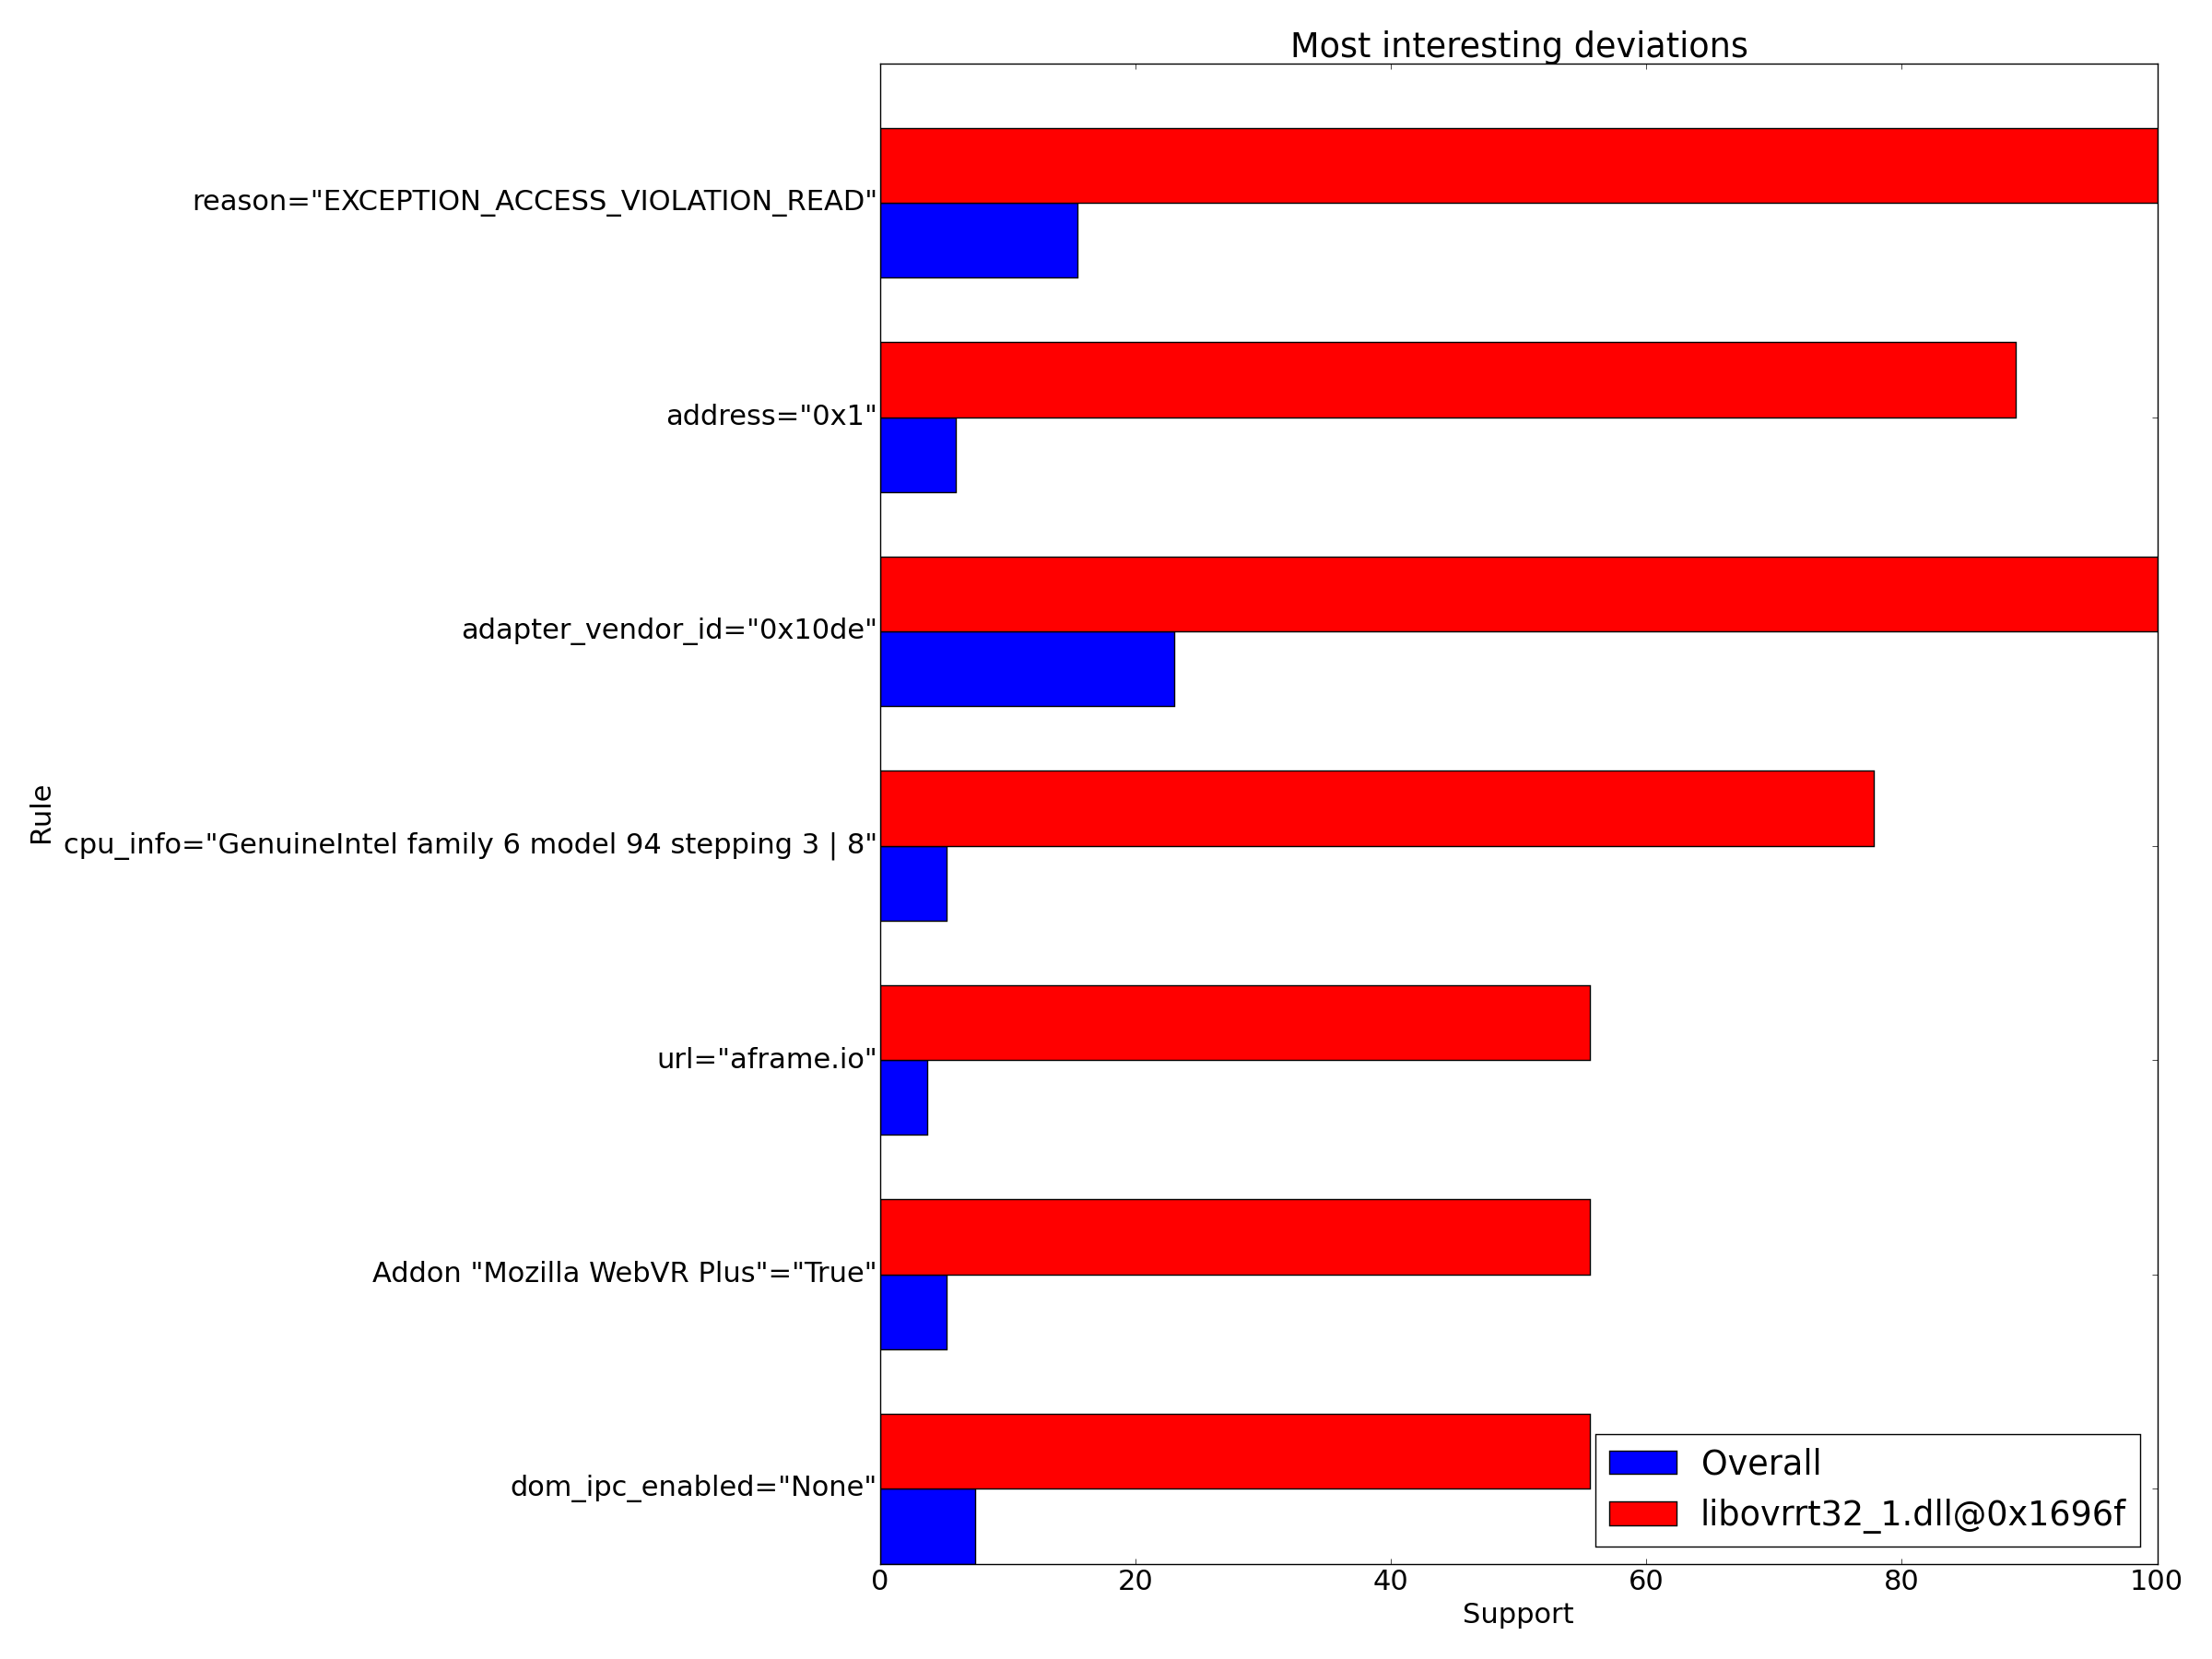 Most interesting deviations
reason="EXCEPTION_ACCESS_VIOLATION_READ"
address="0x1"
adapter_vendor_id="0x10de"
Rule
cpu_info="GenuineIntel family 6 model 94 stepping 3 | 8"
url="aframe.io"
Addon "Mozilla WebVR Plus"="True"
dom_ipc_enabled="None"
Overall
libovrrt32_1.dll@0x1696f
0 20 40 60 80 100
Support